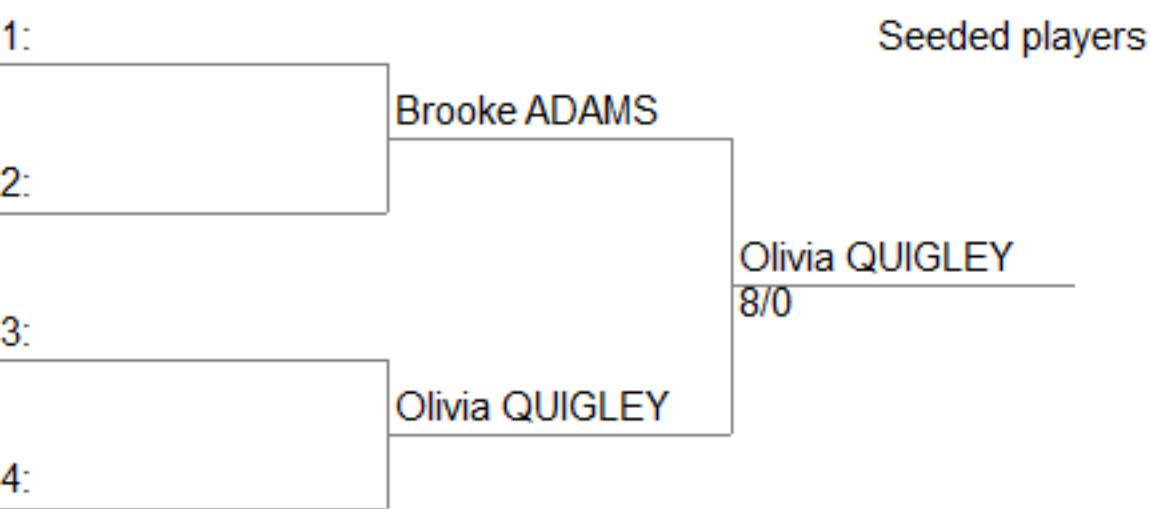 1:
Seeded players
Brooke ADAMS
2:
Olivia QUIGLEY
8/0
3:
Olivia QUIGLEY
4: